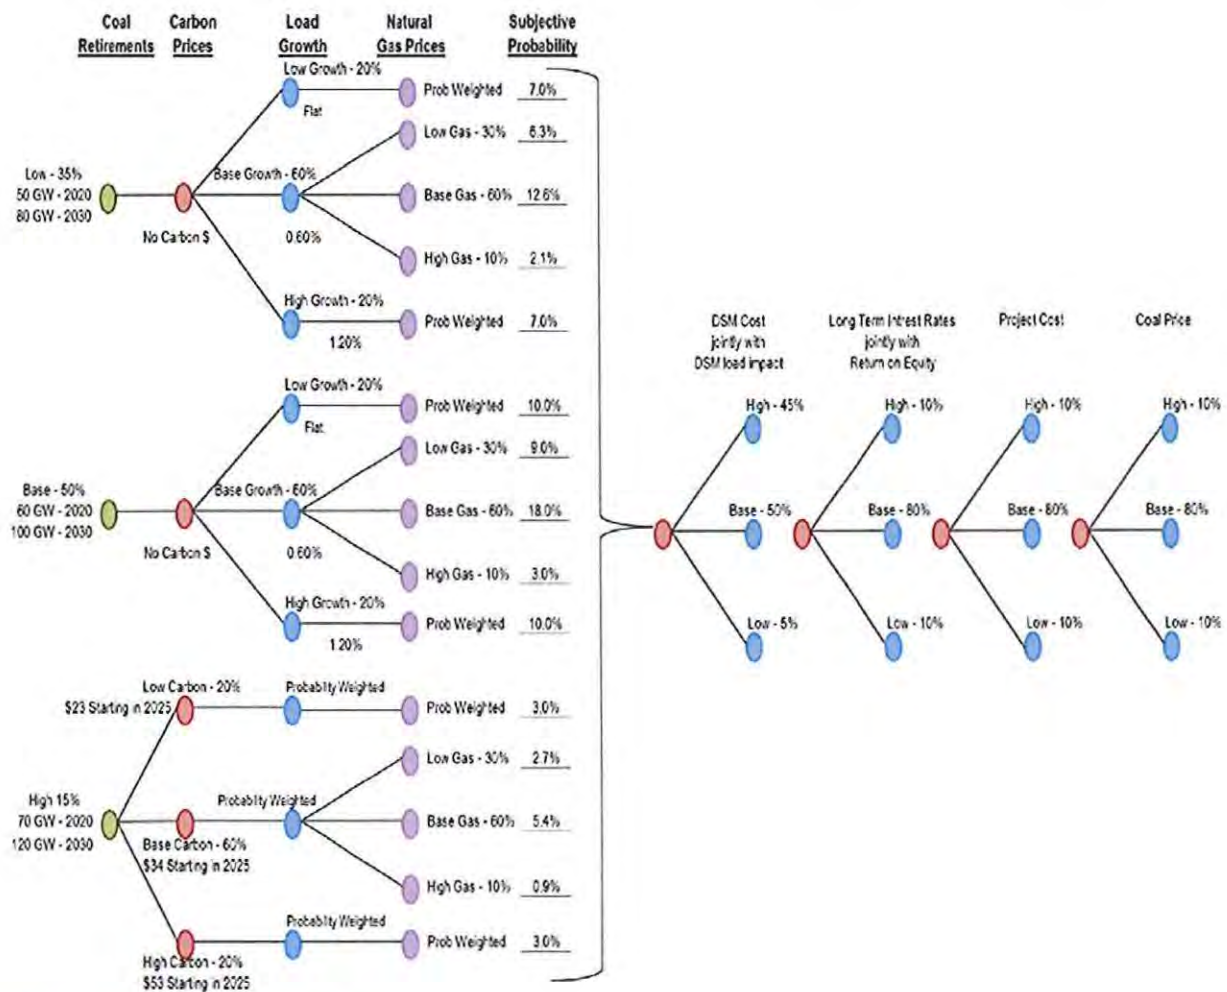 Coal Retirements
Carbon Prices
Load Growth
Natural Gas Prices
Subjective Probability
Low Growth - 20%
Flat
Prob Weighted 7.0%
Low Gas - 30% 6.3%
Low - 35%
50 GW - 2020
80 GW - 2030
No Carbon $
Base Growth - 60%
0.60%
Base Gas - 60% 12.6%
High Gas - 10% 2.1%
High Growth - 20%
1.20%
Prob Weighted 7.0%
Low Growth - 20%
Flat
Prob Weighted 10.0%
Low Gas - 30% 9.0%
Base - 50%
60 GW - 2020
100 GW - 2030
No Carbon $
Base Growth - 60%
0.60%
Base Gas - 60% 18.0%
High Gas - 10% 3.0%
High Growth - 20%
1.20%
Prob Weighted 10.0%
Low Carbon - 20%
$23 Starting in 2025
Probablity Weighted
Prob Weighted 3.0%
Low Gas - 30% 2.7%
High 15%
70 GW - 2020
120 GW - 2030
Base Carbon - 60%
$34 Starting in 2025
Probablity Weighted
Base Gas - 60% 5.4%
High Gas - 10% 0.9%
High Carbon - 20%
$53 Starting in 2025
Probablity Weighted
Prob Weighted 3.0%
DSM Cost
jointly with
DSM load impact
High - 45%
Base - 50%
Low - 5%
Long Term Intrest Rates
jointly with
Return on Equity
High - 10%
Base - 80%
Low - 10%
Project Cost
High - 10%
Base - 80%
Low - 10%
Coal Price
High - 10%
Base - 80%
Low - 10%